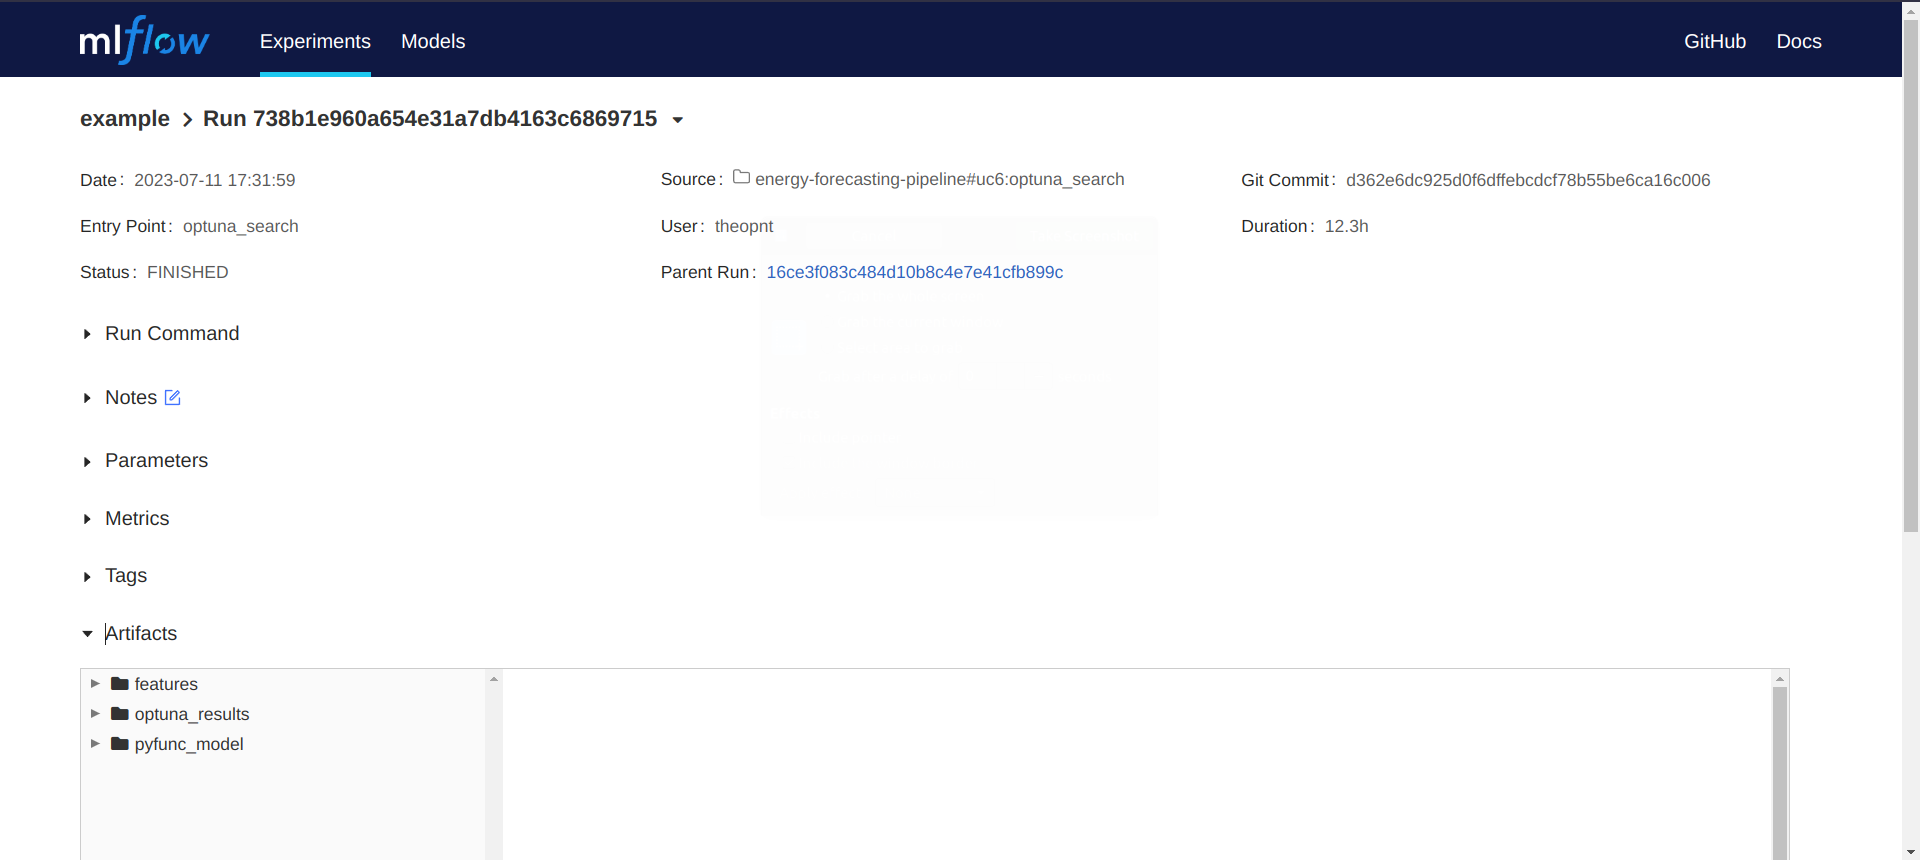 mlflow Experiments Models GitHub Docs
example > Run 738b1e960a654e31a7db4163c6869715
Date: 2023-07-11 17:31:59 Source: energy-forecasting-pipeline#uc6:optuna_search Git Commit: d362e6dc925d0f6dffebcdcf78b55be6ca16c006
Entry Point: optuna_search User: theopnt Duration: 12.3h
Status: FINISHED Parent Run: 16ce3f083c484d10b8c4e7e41cfb899c
Run Command
Notes
Parameters
Metrics
Tags
Artifacts
features
optuna_results
pyfunc_model